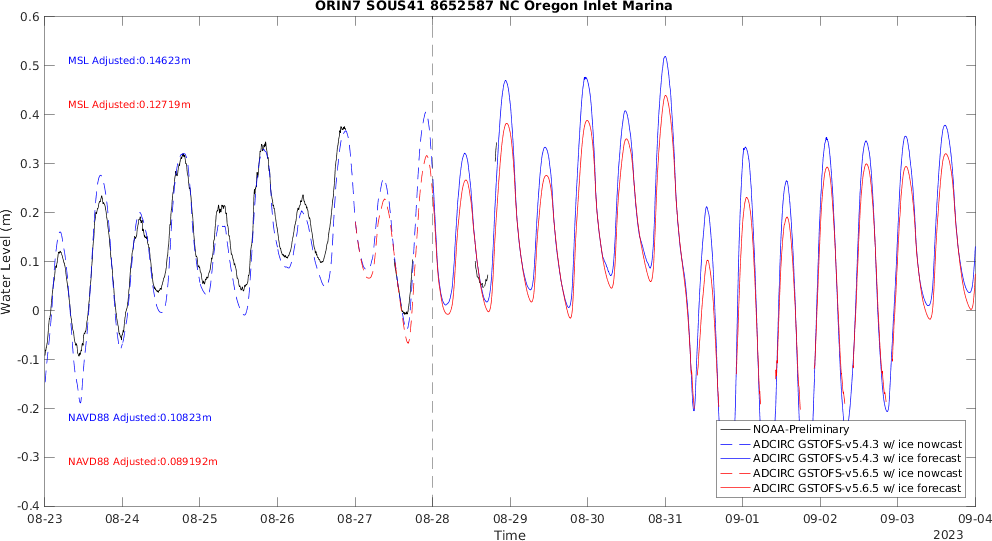 ORIN7 SOUS41 8652587 NC Oregon Inlet Marina
Water Level (m)
0.6
0.5
0.4
0.3
0.2
0.1
0
-0.1
-0.2
-0.3
-0.4
MSL Adjusted:0.14623m
MSL Adjusted:0.12719m
NAVD88 Adjusted:0.10823m
NAVD88 Adjusted:0.089192m
NOAA-Preliminary
ADCIRC GSTOFS-v5.4.3 w/ ice nowcast
ADCIRC GSTOFS-v5.4.3 w/ ice forecast
ADCIRC GSTOFS-v5.6.5 w/ ice nowcast
ADCIRC GSTOFS-v5.6.5 w/ ice forecast
08-23 08-24 08-25 08-26 08-27 08-28 08-29 08-30 08-31 09-01 09-02 09-03 09-04
Time
2023